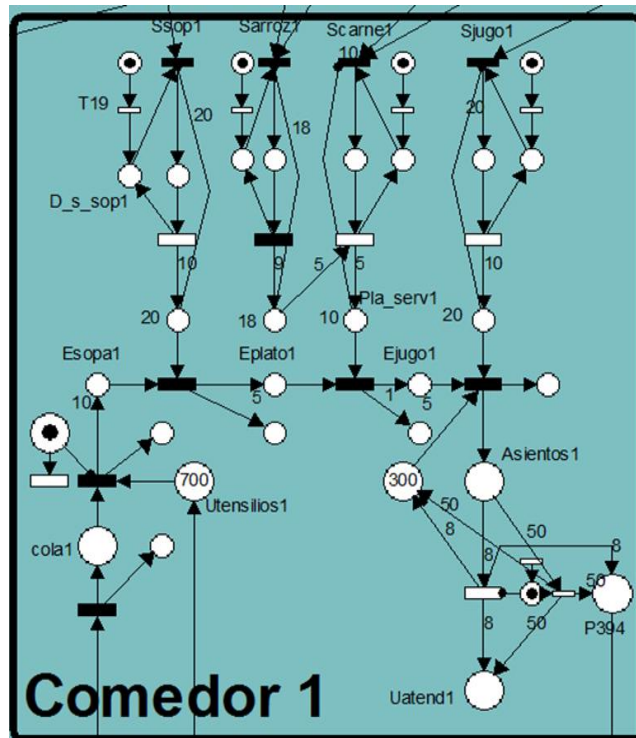 Ssop1 Sarroz1 Scarne1 Sjugo1
10
T19 20 18 20
D_s_sop1
10 9 5 5 10
Pla_serv1
20 18 10 20
Esopa1 Eplato1 Ejugo1
10 5 1 5
700 300 Asientos1
Utensilios1
50 50
cola1 8 8 8
50
8 50 P394
Uatend1
Comedor 1